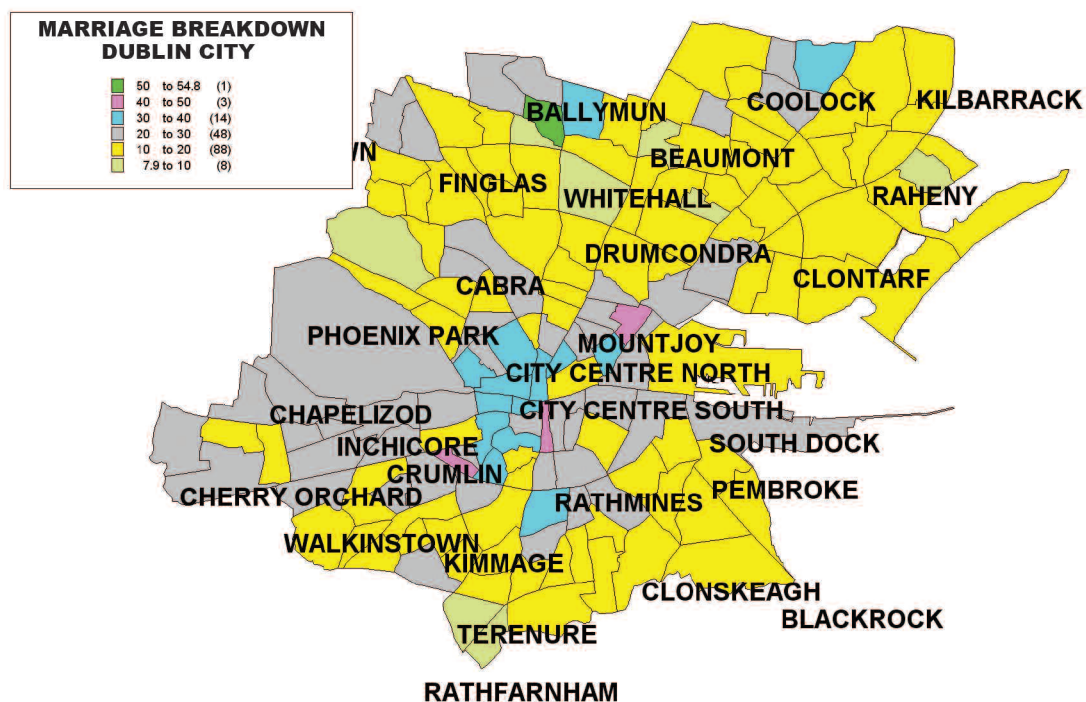 MARRIAGE BREAKDOWN
DUBLIN CITY
50 to 54.8 (1)
40 to 50 (3)
30 to 40 (14)
20 to 30 (48)
10 to 20 (88)
7.9 to 10 (8)
BALLYMUN
COOLOCK
KILBARRACK
WN
BEAUMONT
FINGLAS
WHITEHALL
RAHENY
DRUMCONDRA
CLONTARF
CABRA
PHOENIX PARK
MOUNTJOY
CITY CENTRE NORTH
CHAPELIZOD
CITY CENTRE SOUTH
INCHICORE
SOUTH DOCK
CRUMLIN
CHERRY ORCHARD
RATHMINES
PEMBROKE
WALKINSTOWN
KIMMAGE
CLONSKEAGH
BLACKROCK
TERENURE
RATHFARNHAM